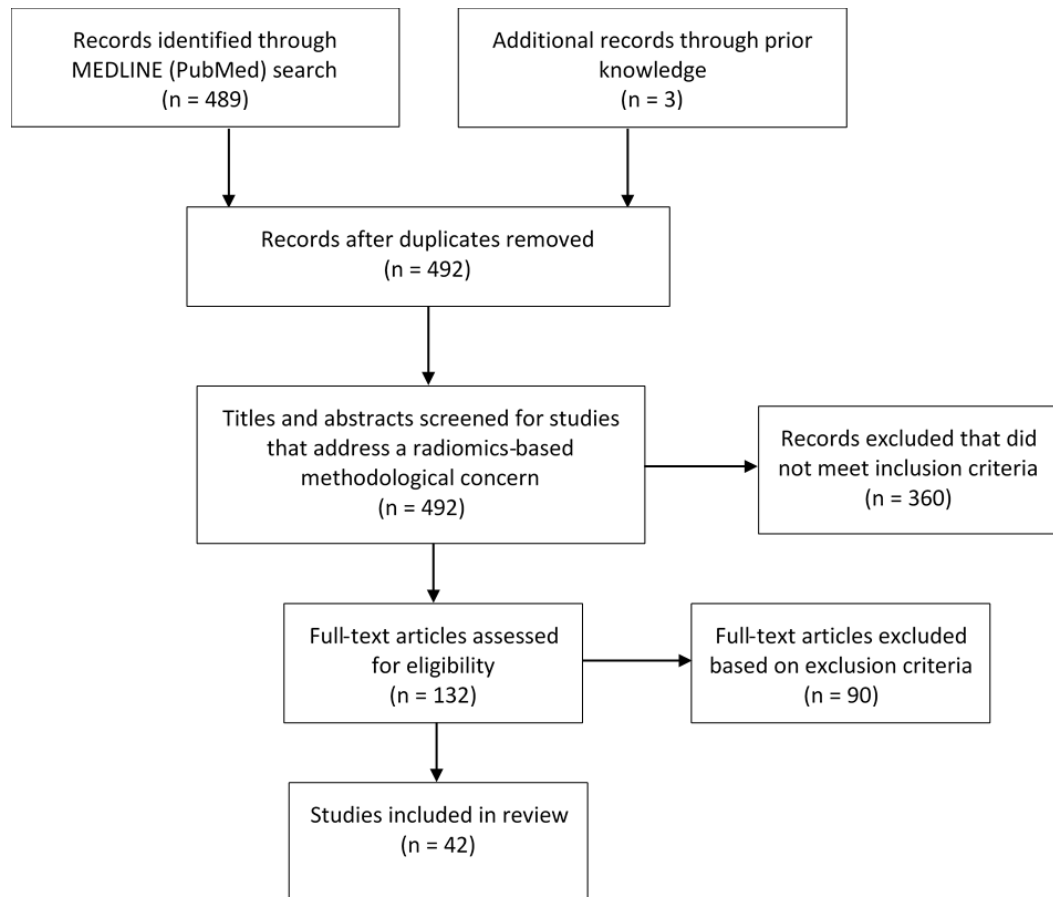 Records identified through
MEDLINE (PubMed) search
(n = 489)
Additional records through prior
knowledge
(n = 3)
Records after duplicates removed
(n = 492)
Titles and abstracts screened for studies
that address a radiomics-based
methodological concern
(n = 492)
Records excluded that did
not meet inclusion criteria
(n = 360)
Full-text articles assessed
for eligibility
(n = 132)
Full-text articles excluded
based on exclusion criteria
(n = 90)
Studies included in review
(n = 42)